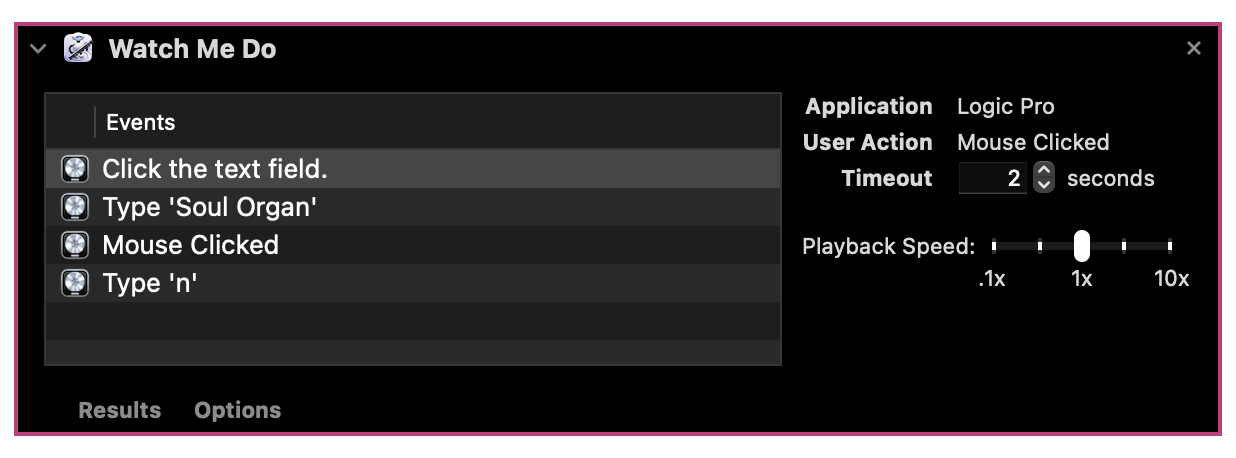 Watch Me Do
Events
Click the text field.
Type 'Soul Organ'
Mouse Clicked
Type 'n'
Results Options
Application Logic Pro
User Action Mouse Clicked
Timeout 2 seconds
Playback Speed:
.1x 1x 10x